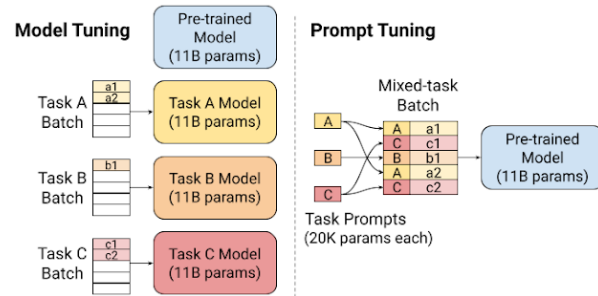 Model Tuning
Pre-trained
Model
(11B params)
Task A
Batch
a1
a2
Task A Model
(11B params)
Task B
Batch
b1
Task B Model
(11B params)
Task C
Batch
c1
c2
Task C Model
(11B params)
Prompt Tuning
Mixed-task
Batch
A
B
C
A a1
C c1
B b1
A a2
C c2
Pre-trained
Model
(11B params)
Task Prompts
(20K params each)